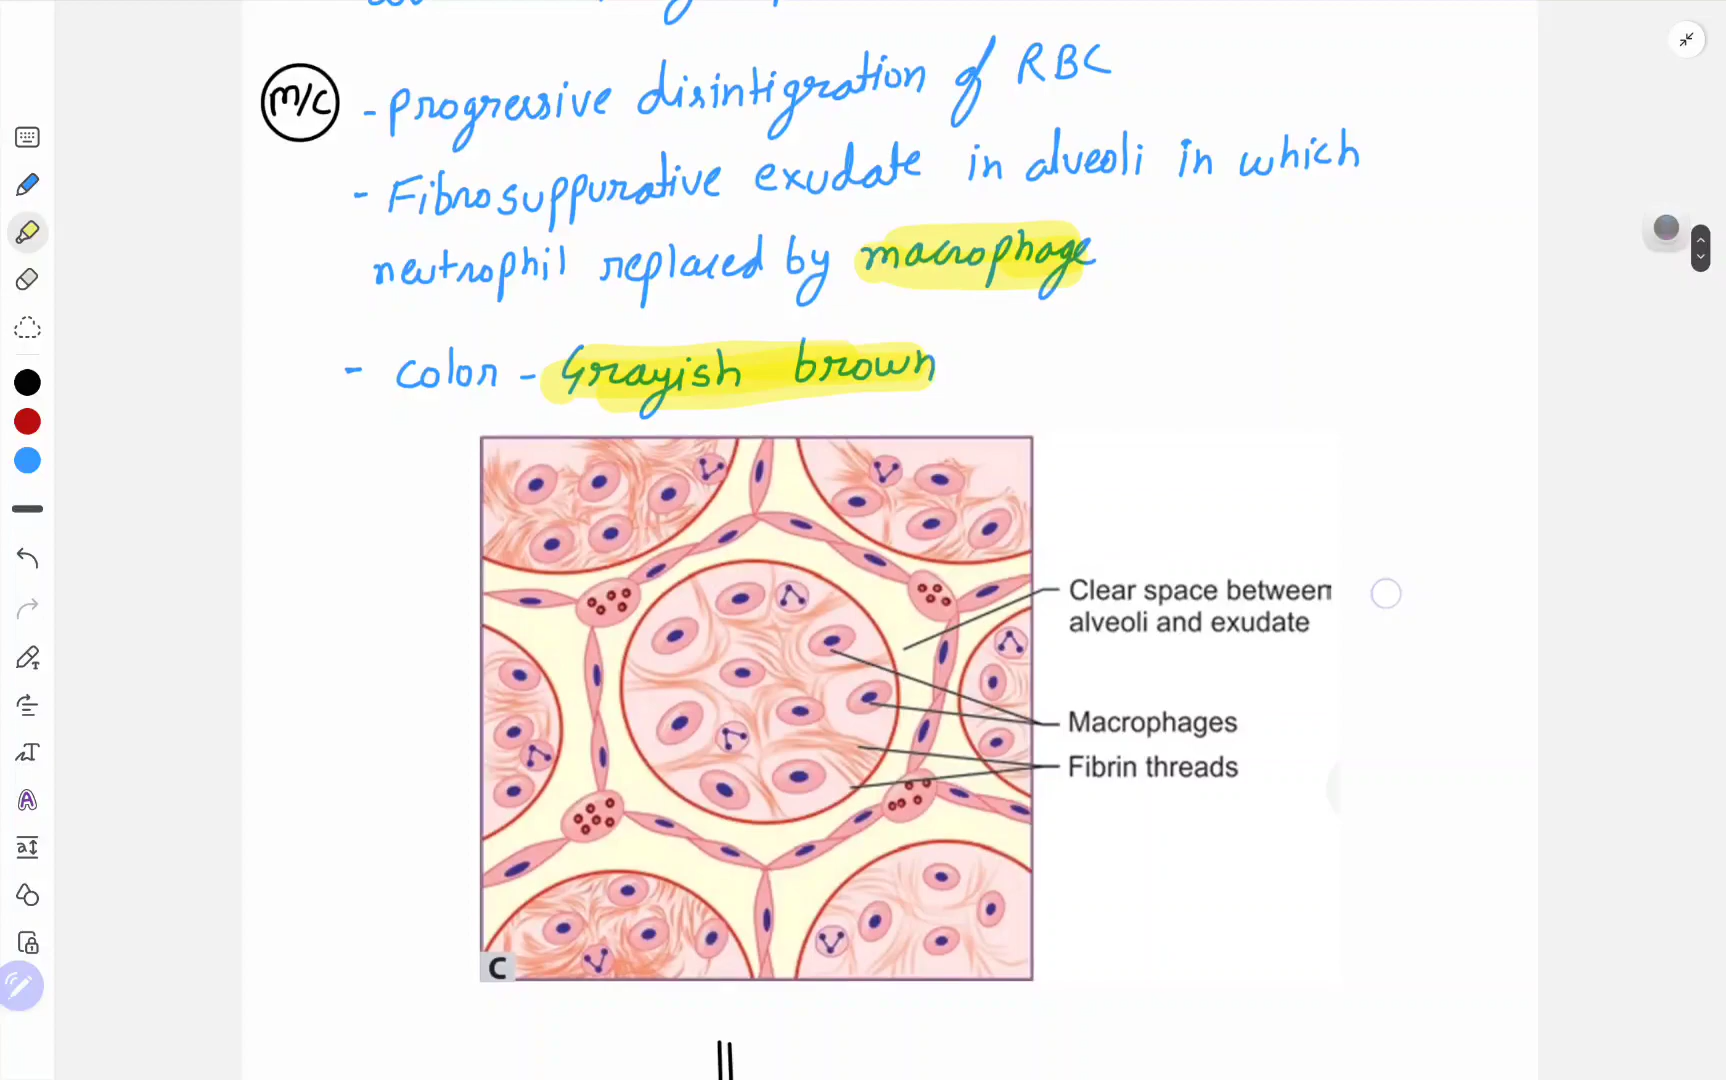 M/C - Progressive disintigration of RBC
- Fibrosuppurative exudate in alveoli in which
neutrophil replaced by macrophage
- color - Grayish brown
Clear space between
alveoli and exudate
Macrophages
Fibrin threads
C